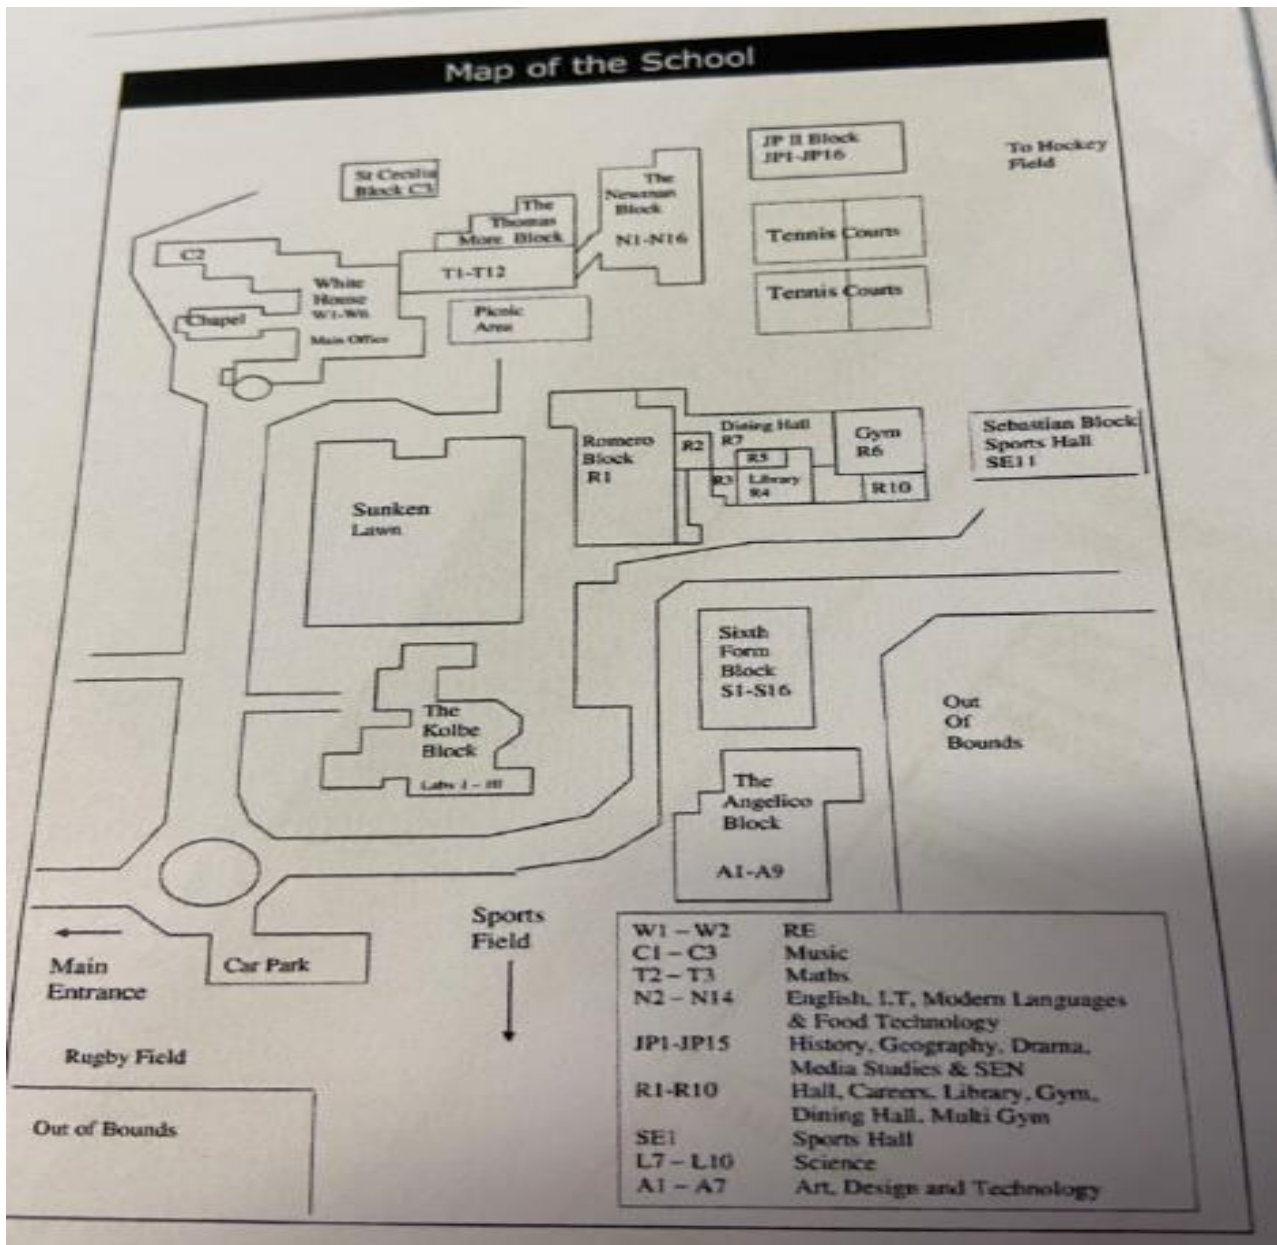 Map of the School
JP II Block
JP1-JP16
To Hockey
Field
St Cecilia
Block C3
The
Newman
Block
N1-N16
The
Thomas
More Block
T1-T12
C2
White
House
W1-W6
Chapel
Main Office
Picnic
Area
Tennis Courts
Tennis Courts
Romero
Block
R1
R2
Dining Hall
R7
R5
R3
Library
R4
Gym
R6
R10
Sebastian Block
Sports Hall
SE11
Sunken
Lawn
Sixth
Form
Block
S1-S16
Out
Of
Bounds
The
Kolbe
Block
Labs I - III
The
Angelico
Block
A1-A9
Sports
Field
Main
Entrance
Car Park
Rugby Field
Out of Bounds
W1 – W2 RE
C1 – C3 Music
T2 – T3 Maths
N2 – N14 English, I.T, Modern Languages
& Food Technology
JP1-JP15 History, Geography, Drama,
Media Studies & SEN
R1-R10 Hall, Careers, Library, Gym,
Dining Hall, Multi Gym
SE1 Sports Hall
L7 – L10 Science
A1 – A7 Art, Design and Technology